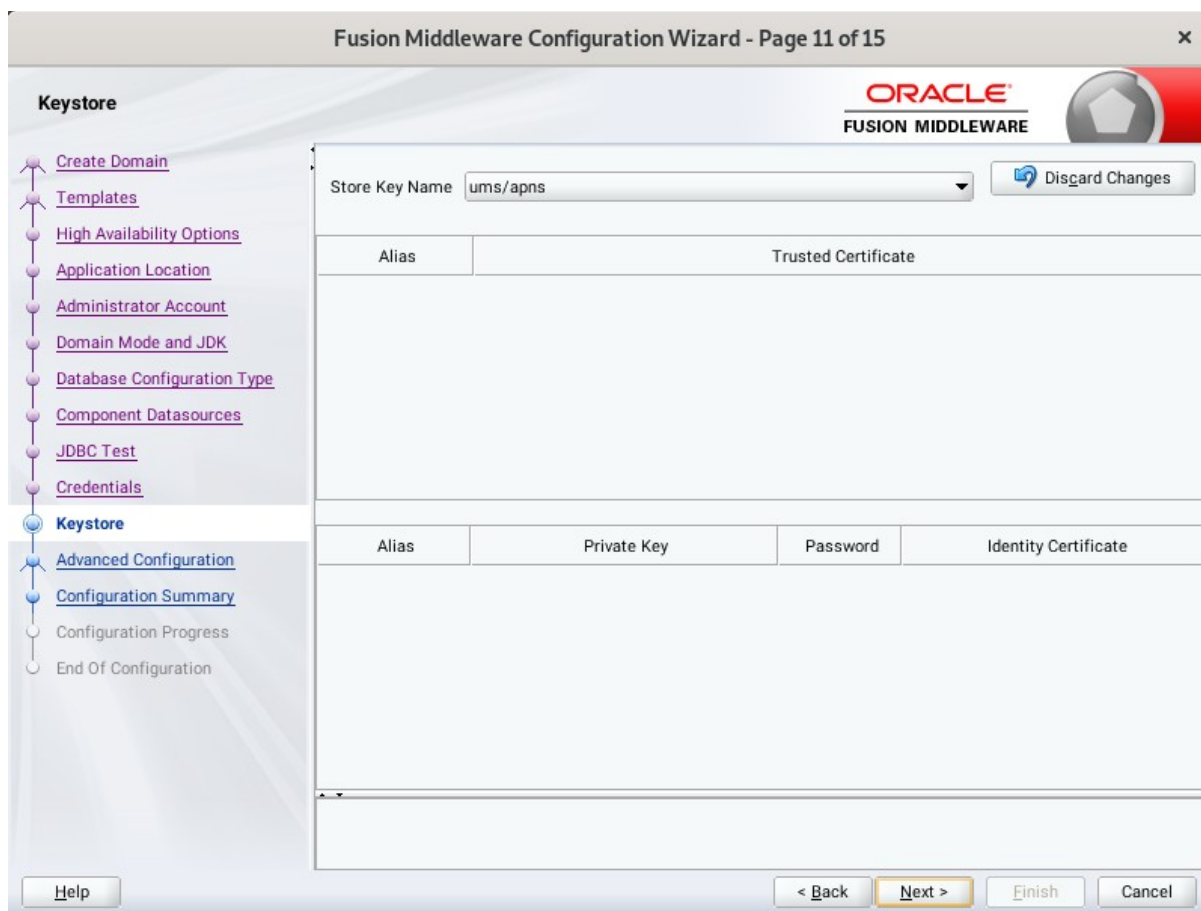 Fusion Middleware Configuration Wizard - Page 11 of 15
Keystore
ORACLE
FUSION MIDDLEWARE
Create Domain
Templates
High Availability Options
Application Location
Administrator Account
Domain Mode and JDK
Database Configuration Type
Component Datasources
JDBC Test
Credentials
Keystore
Advanced Configuration
Configuration Summary
Configuration Progress
End Of Configuration
Store Key Name ums/apns Discard Changes
Alias Trusted Certificate
Alias Private Key Password Identity Certificate
Help < Back Next > Finish Cancel